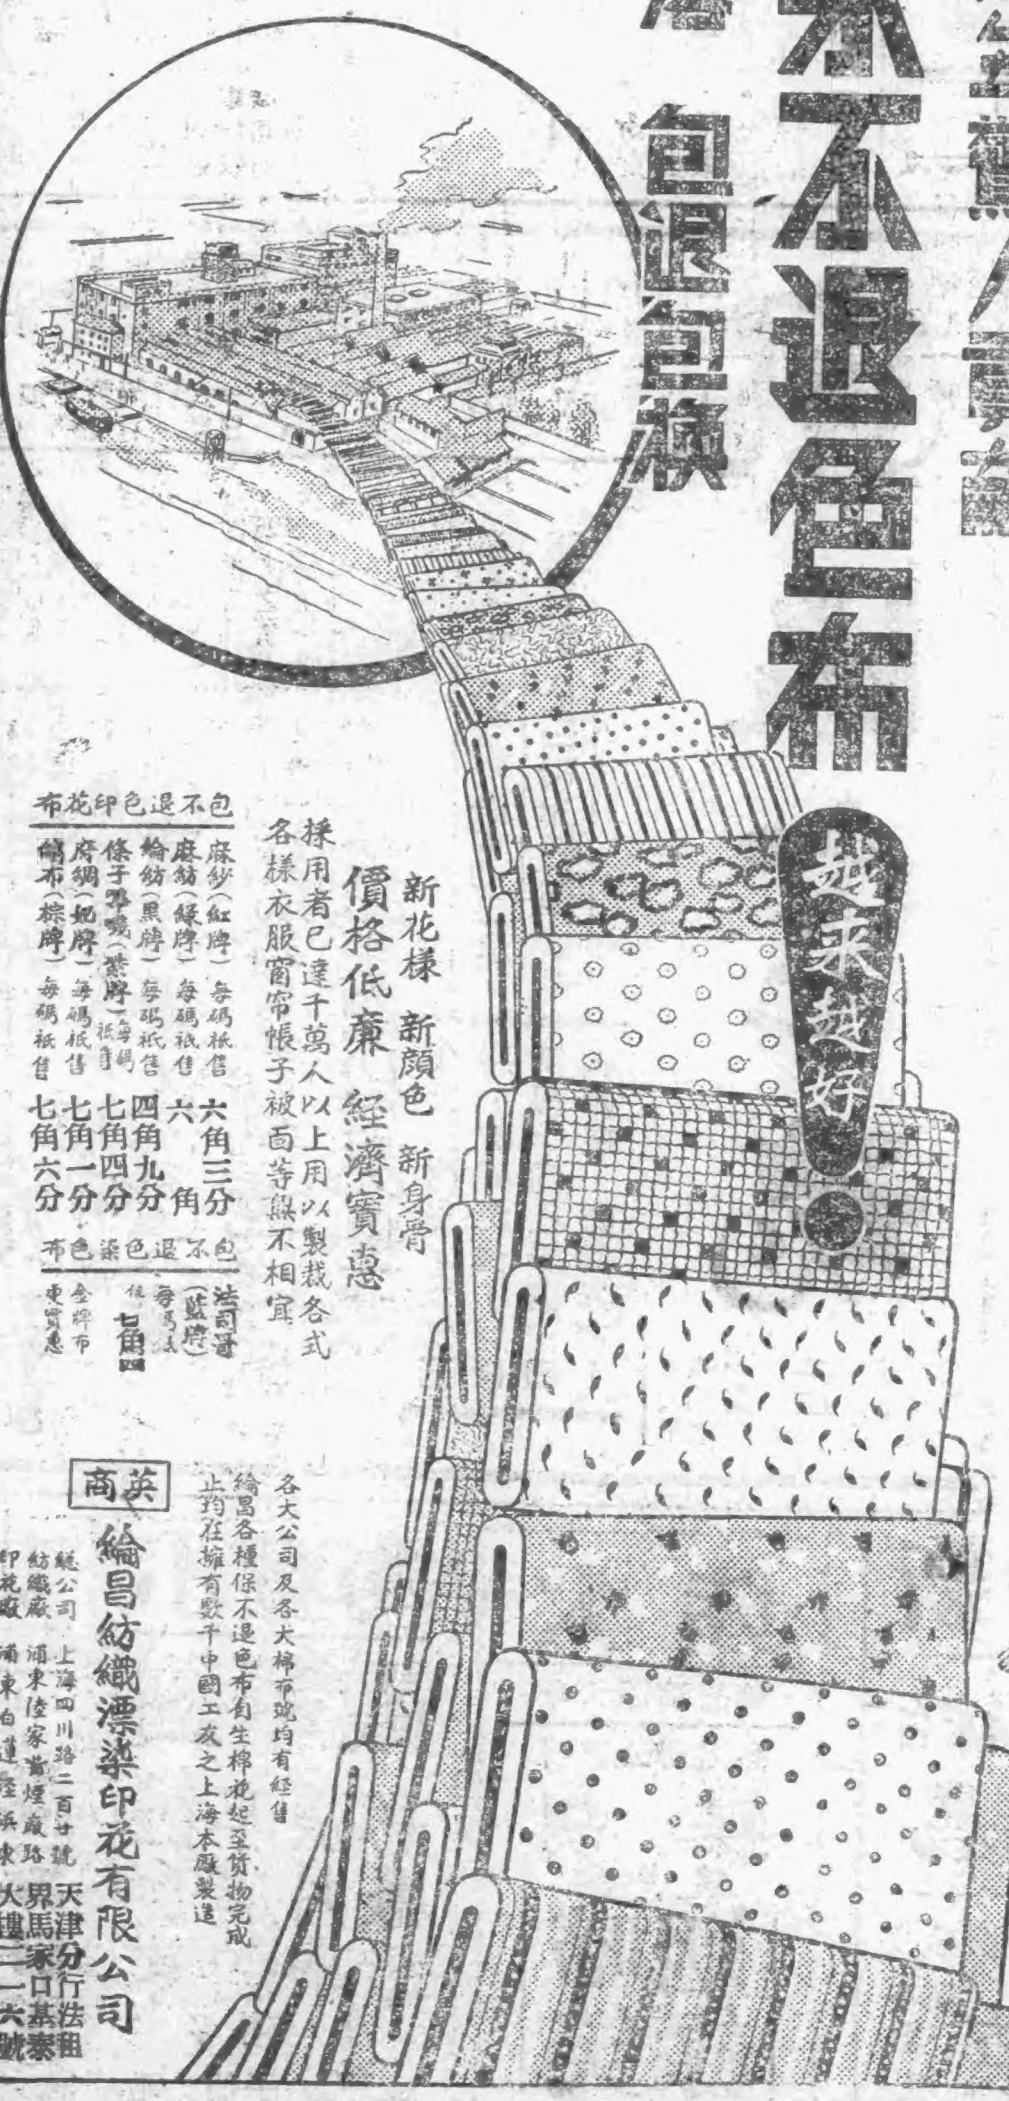 驚人
永不退色布
包退包換
越來越好
新花樣 新顏色 新身骨
價格低廉 經濟實惠
採用者已達千萬人以上用以製裁各式
各樣衣服窗帘帳子被面等無不相宜
包不退色印花布
麻紗(紅牌)每碼祇售六角三分
麻紡(綠牌)每碼祇售六角
綸紡(黑牌)每碼祇售四角九分
條子嗶嘰(紫牌)每碼祇售七角四分
府綢(妃牌)每碼祇售七角一分
布(棕牌)每碼祇售七角六分
包不退色染色布
法司哥
(藍牌)
每碼
七角四
金牌布
更實惠
各大公司及各大棉布號均有經售
綸昌各種保不退色布自生棉花起至貨物完成
止均在擁有數千中國工友之上海本廠製造
英商
綸昌紡織漂染印花有限公司
總公司 上海四川路二百廿號
紡織廠 浦東陸家嘴煙廠路
印花廠 浦東白蓮涇浜東
天津分行法租
界馬家口基泰
大樓二一六號